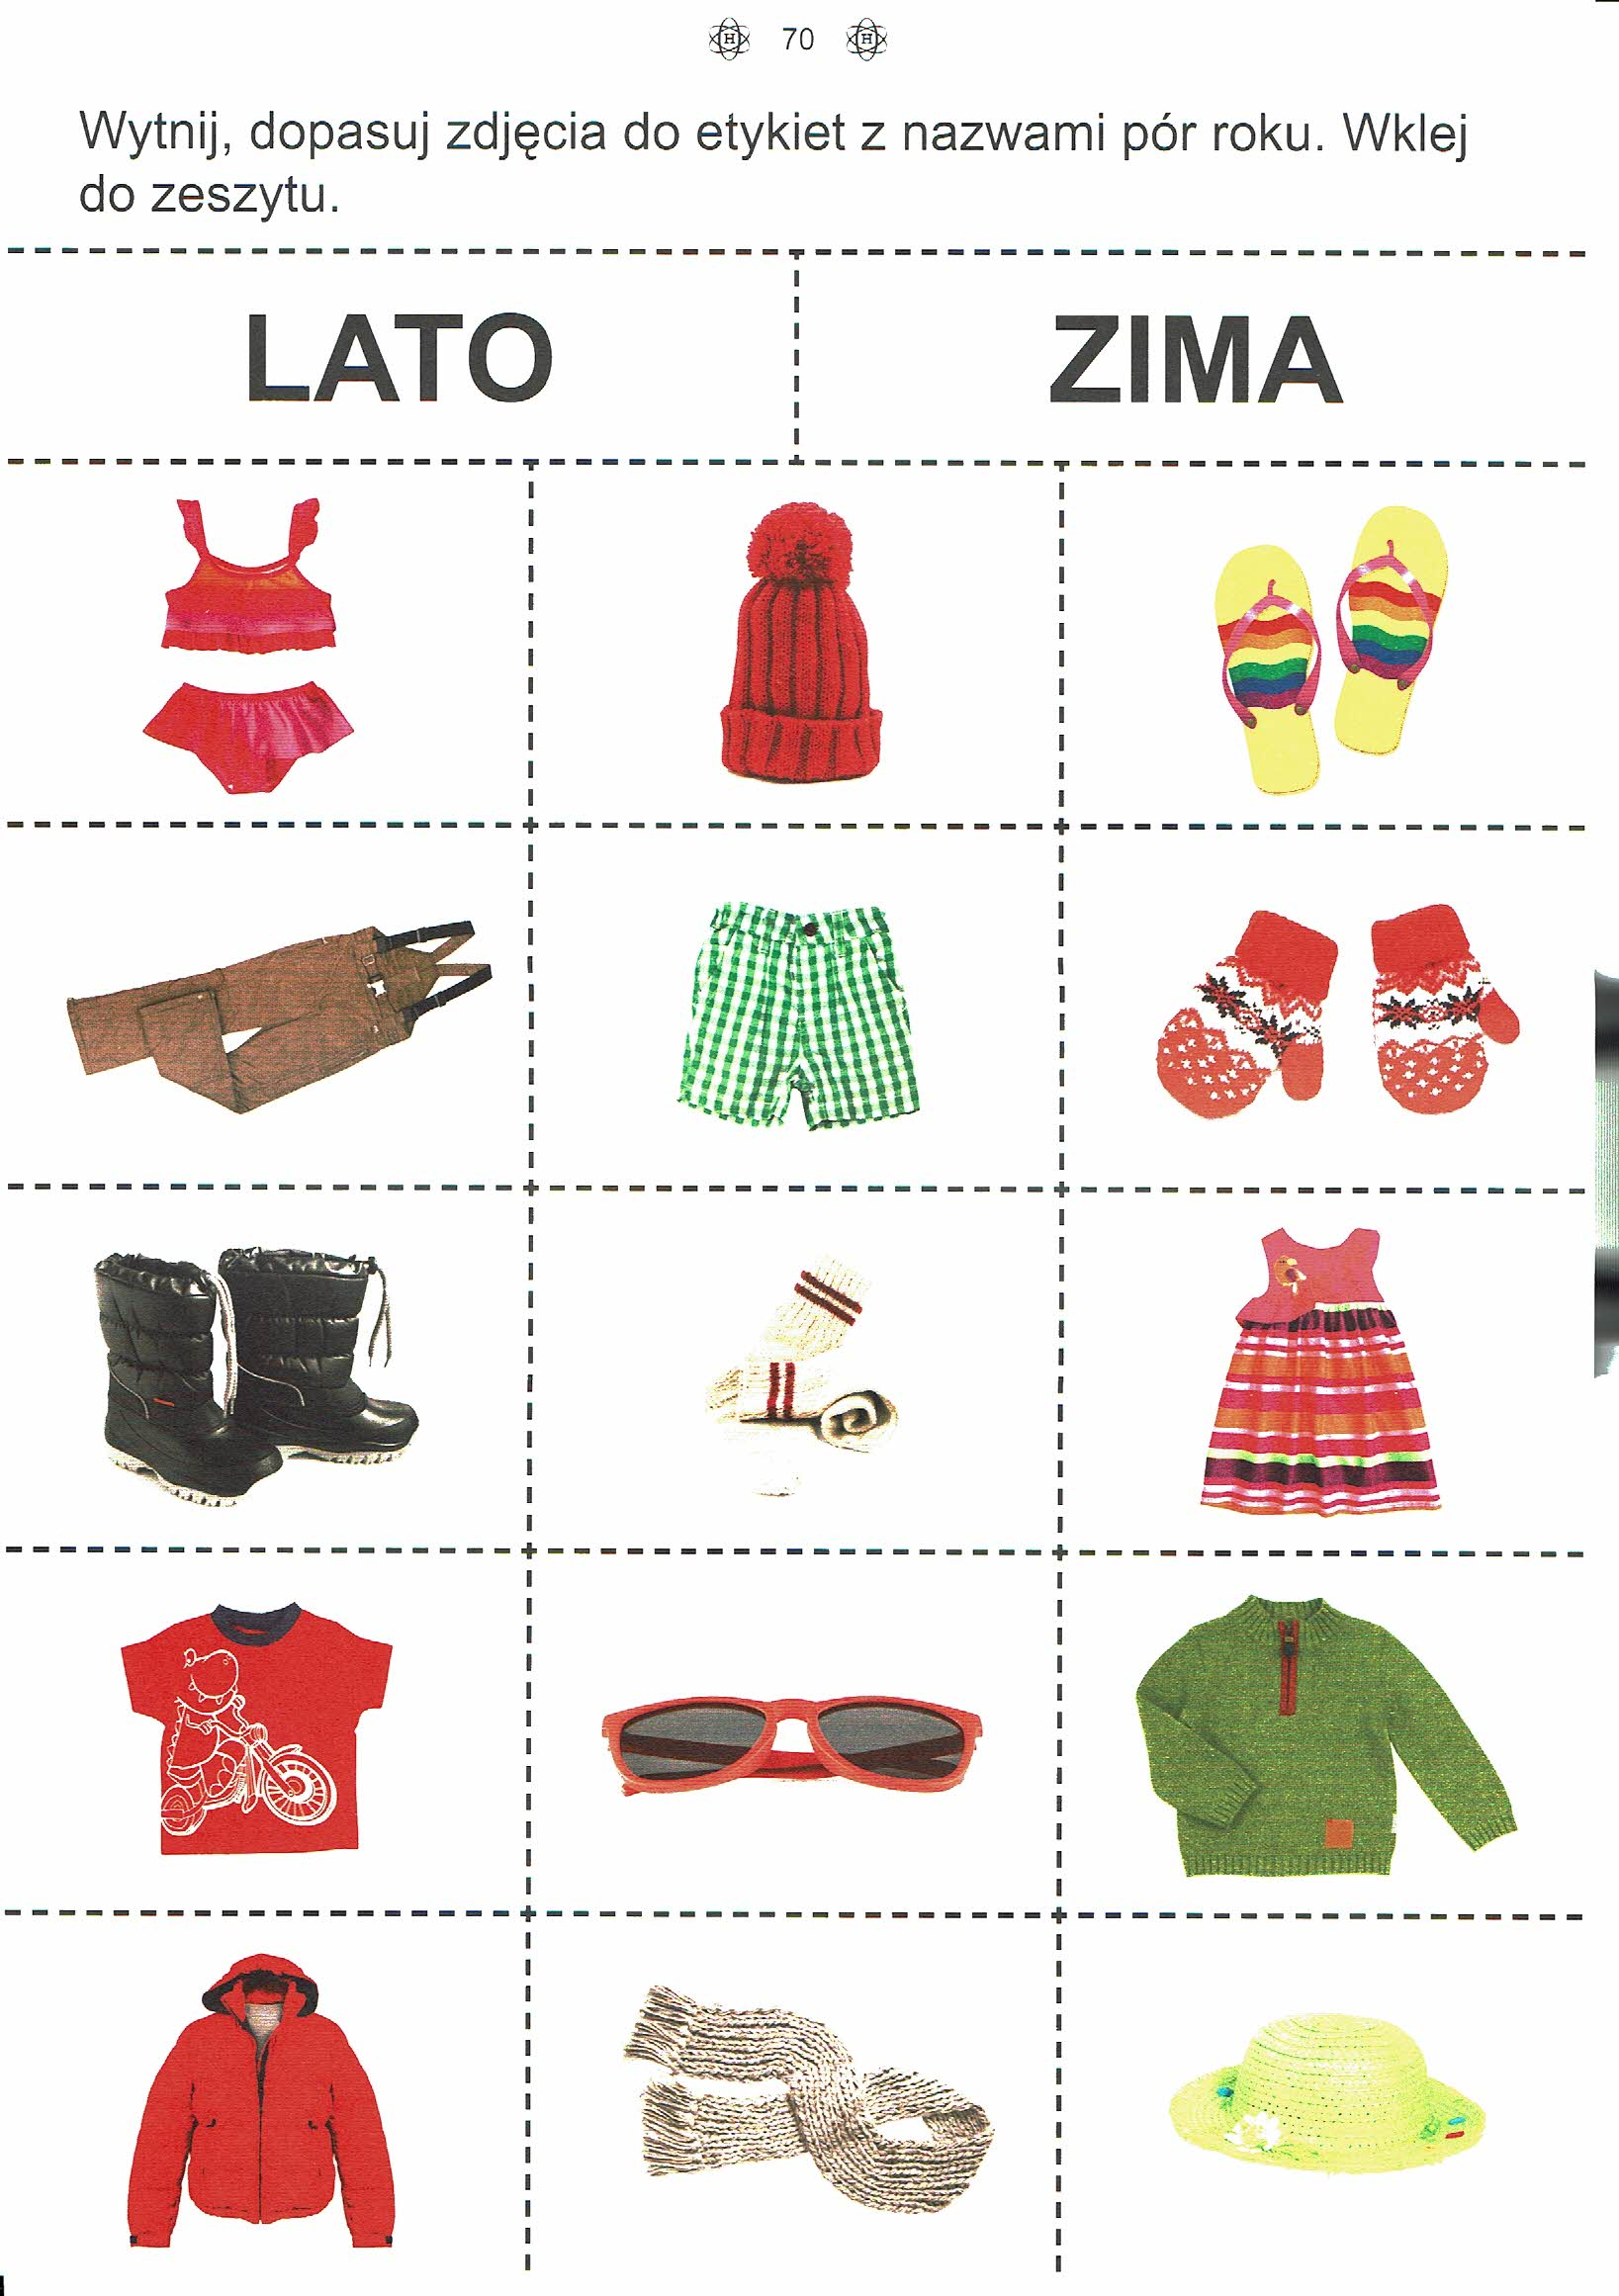 H 70 H
Wytnij, dopasuj zdjęcia do etykiet z nazwami pór roku. Wklej
do zeszytu.
LATO ZIMA